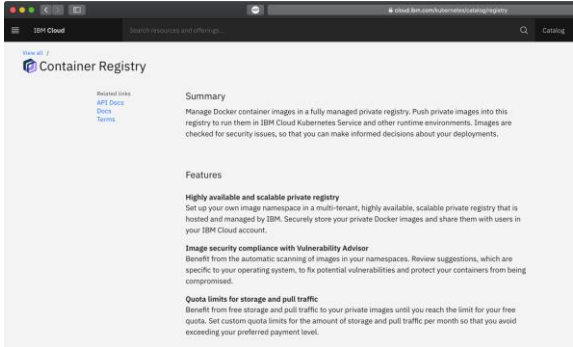 cloud.ibm.com/kubernetes/catalog/registry
IBM Cloud
Search resources and offerings...
Catalog
View all /
Container Registry
Related links
API Docs
Docs
Terms
Summary
Manage Docker container images in a fully managed private registry. Push private images into this
registry to run them in IBM Cloud Kubernetes Service and other runtime environments. Images are
checked for security issues, so that you can make informed decisions about your deployments.
Features
Highly available and scalable private registry
Set up your own image namespace in a multi-tenant, highly available, scalable private registry that is
hosted and managed by IBM. Securely store your private Docker images and share them with users in
your IBM Cloud account.
Image security compliance with Vulnerability Advisor
Benefit from the automatic scanning of images in your namespaces. Review suggestions, which are
specific to your operating system, to fix potential vulnerabilities and protect your containers from being
compromised.
Quota limits for storage and pull traffic
Benefit from free storage and pull traffic to your private images until you reach the limit for your free
quota. Set custom quota limits for the amount of storage and pull traffic per month so that you avoid
exceeding your preferred payment level.